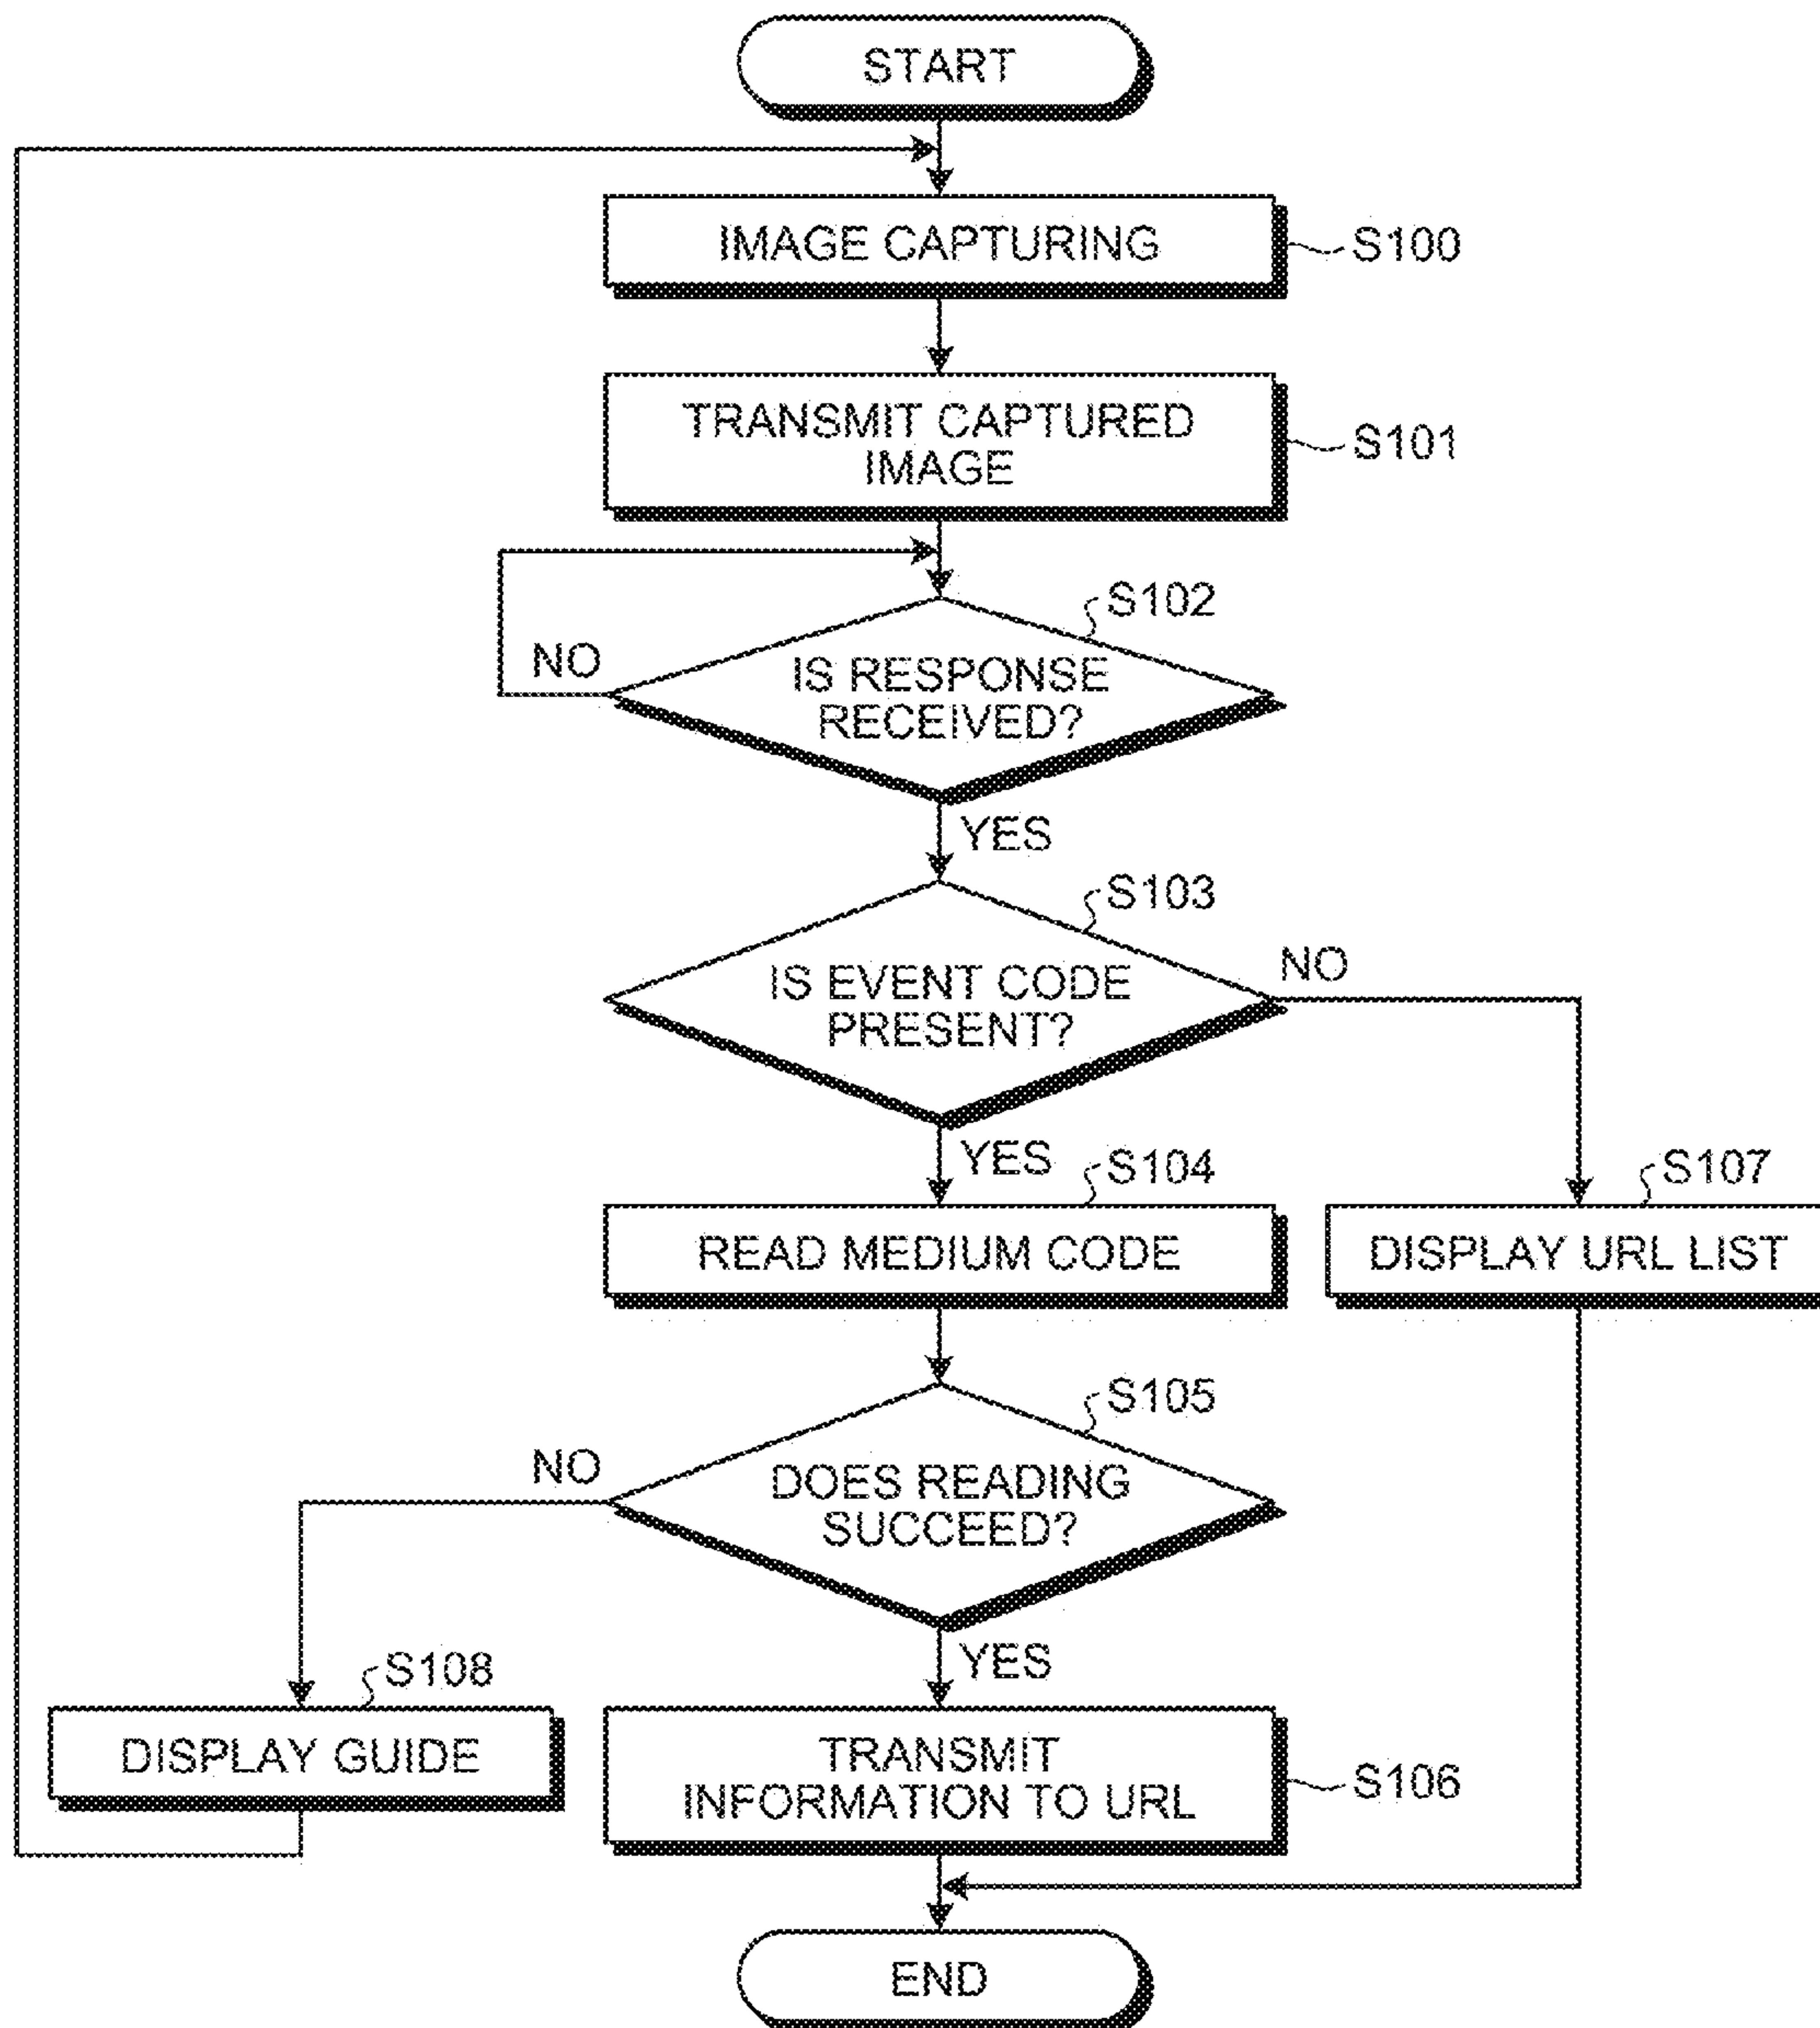 START
IMAGE CAPTURING
S100
TRANSMIT CAPTURED
IMAGE
S101
S102
NO
IS RESPONSE
RECEIVED?
YES
S103
NO
IS EVENT CODE
PRESENT?
YES
S104
S107
READ MEDIUM CODE
DISPLAY URL LIST
S105
NO
DOES READING
SUCCEED?
YES
S108
DISPLAY GUIDE
TRANSMIT
INFORMATION TO URL
S106
END